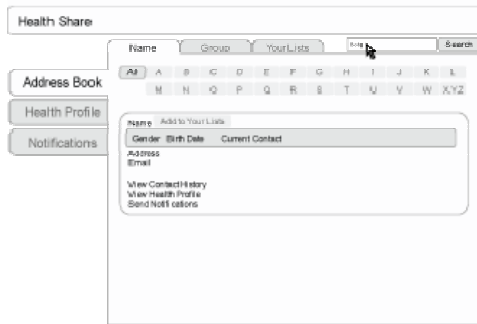 Health Share
Name Group Your Lists Search
All A B C D E F G H I J K L
M N O P Q R S T U V W XYZ
Address Book
Health Profile
Notifications
Name Add to Your Lists
Gender Birth Date Current Contact
Address
Email
View Contact History
View Health Profile
Send Notifications